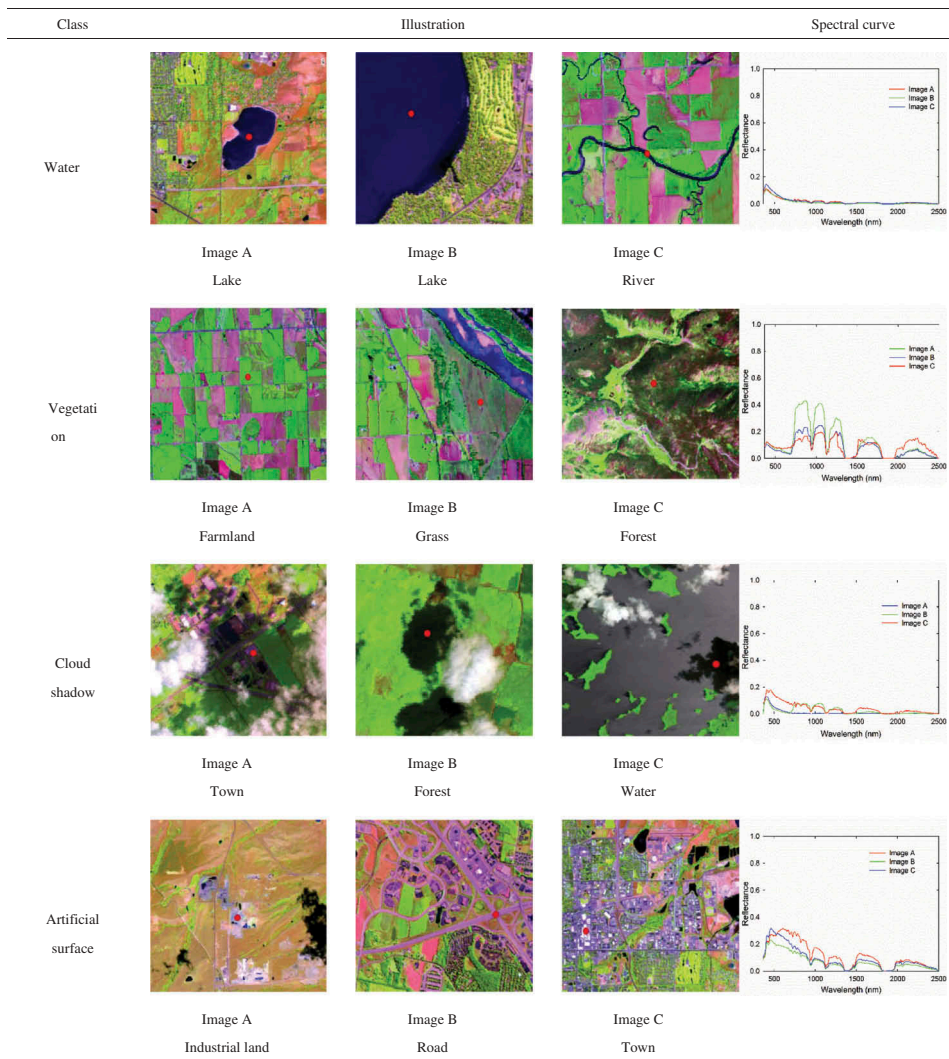 Class Illustration Spectral curve
Water
Image A Image B Image C
Lake Lake River
1.0
0.8
0.6
0.4
0.2
0.0
Reflectance
500 1000 1500 2000 2500
Wavelength (nm)
Image A
Image B
Image C
Vegetati
on
Image A Image B Image C
Farmland Grass Forest
1.0
0.8
0.6
0.4
0.2
0.0
Reflectance
500 1000 1500 2000 2500
Wavelength (nm)
Image A
Image B
Image C
Cloud
shadow
Image A Image B Image C
Town Forest Water
1.0
0.8
0.6
0.4
0.2
0.0
Reflectance
500 1000 1500 2000 2500
Wavelength (nm)
Image A
Image B
Image C
Artificial
surface
Image A Image B Image C
Industrial land Road Town
1.0
0.8
0.6
0.4
0.2
0.0
Reflectance
500 1000 1500 2000 2500
Wavelength (nm)
Image A
Image B
Image C